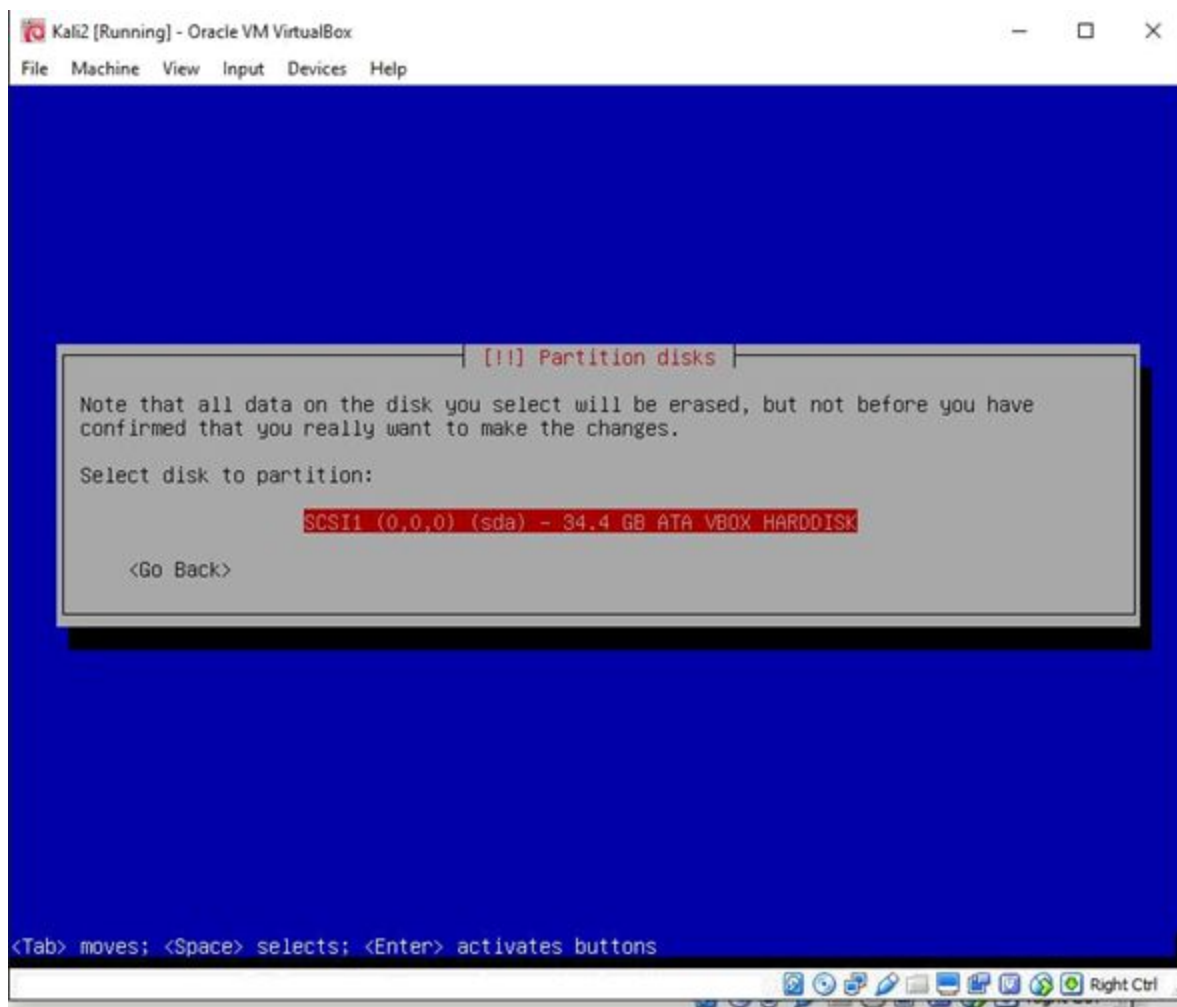 Kali2 [Running] - Oracle VM VirtualBox
File Machine View Input Devices Help
[!!] Partition disks
Note that all data on the disk you select will be erased, but not before you have
confirmed that you really want to make the changes.
Select disk to partition:
SCSI1 (0,0,0) (sda) - 34.4 GB ATA VBOX HARDDISK
<Go Back>
<Tab> moves; <Space> selects; <Enter> activates buttons
Right Ctrl